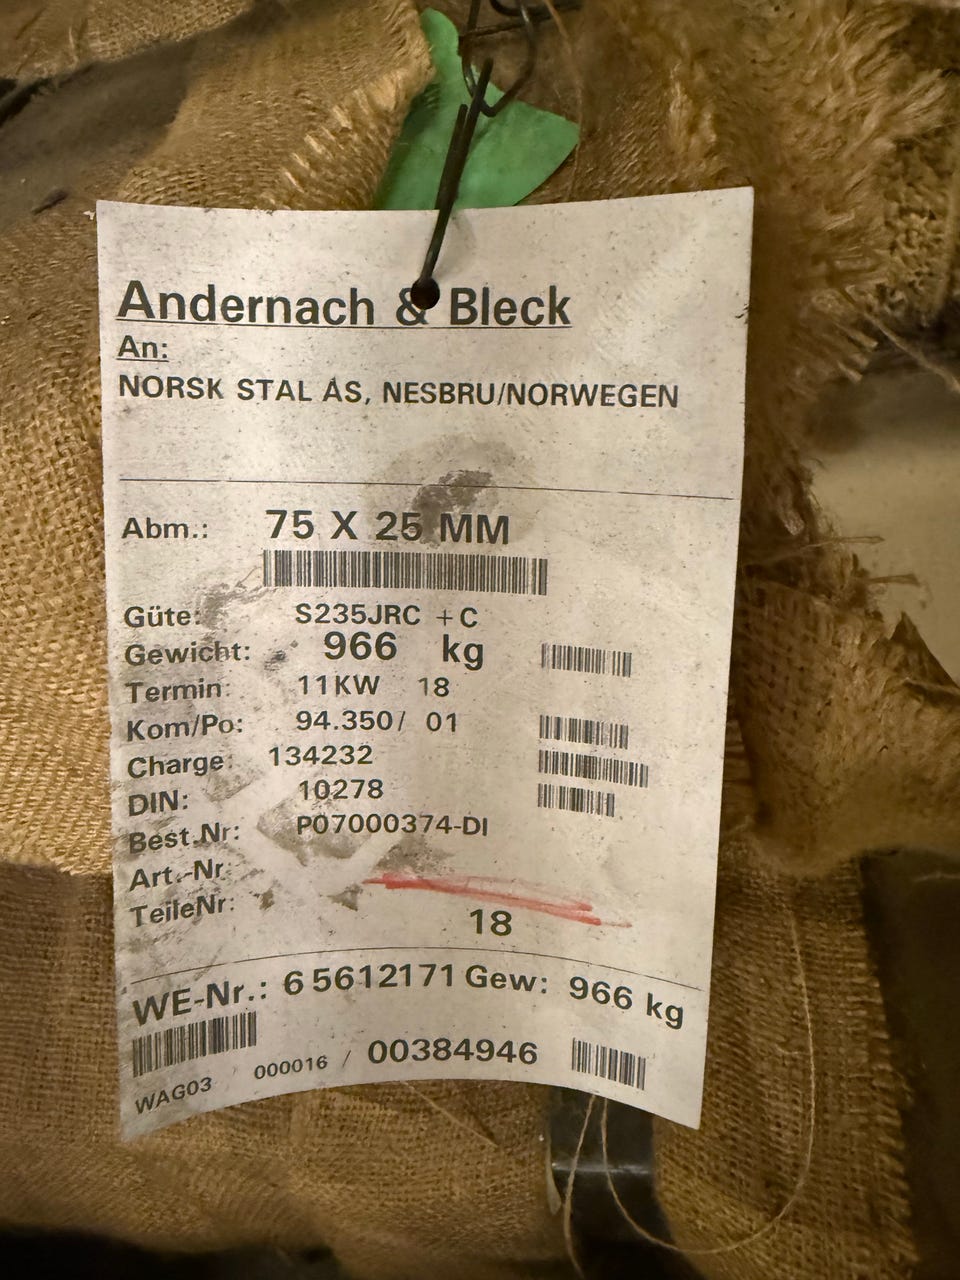 Andernach & Bleck
An:
NORSK STAL AS, NESBRU/NORWEGEN
Abm.: 75 X 25 MM
Güte: S235JRC +C
Gewicht: 966 kg
Termin: 11KW 18
Kom/Po: 94.350/ 01
Charge: 134232
DIN: 10278
Best.Nr: P07000374-DI
Art.-Nr.
TeileNr:
18
WE-Nr.: 65612171 Gew: 966 kg
WAG03 000016 / 00384946